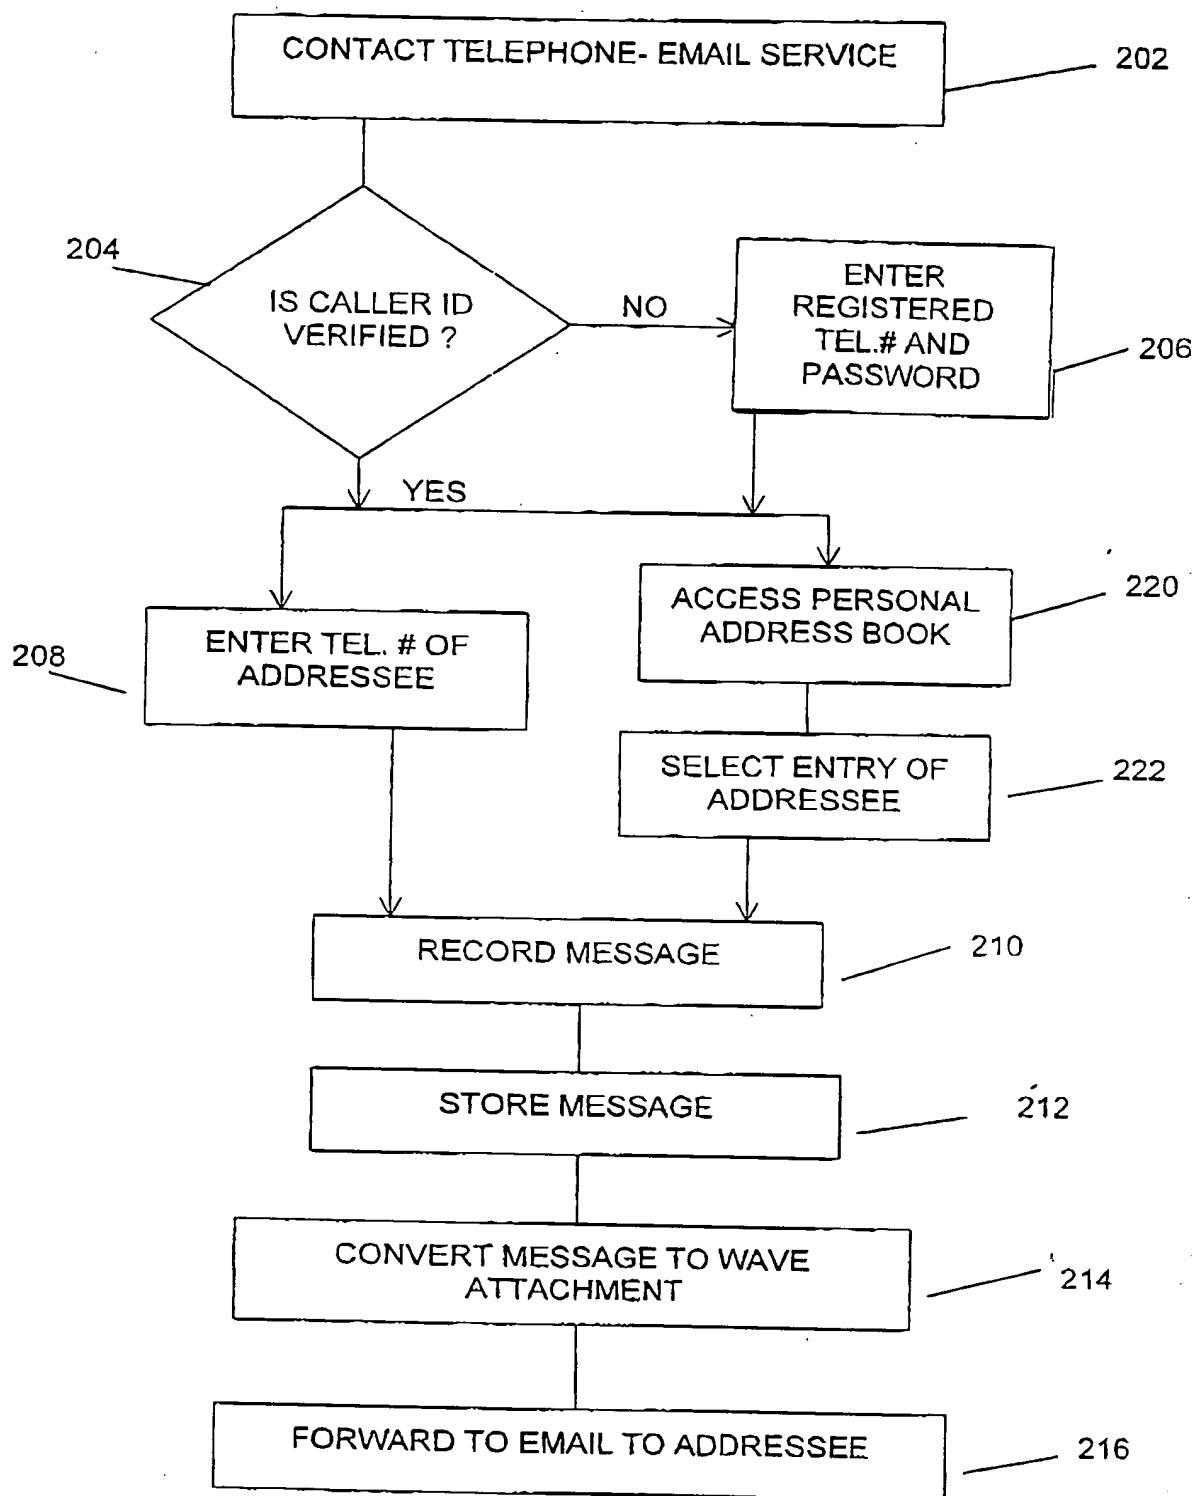 CONTACT TELEPHONE- EMAIL SERVICE
202
204
IS CALLER ID
VERIFIED ?
NO
ENTER
REGISTERED
TEL.# AND
PASSWORD
206
YES
208
ENTER TEL. # OF
ADDRESSEE
ACCESS PERSONAL
ADDRESS BOOK
220
SELECT ENTRY OF
ADDRESSEE
222
RECORD MESSAGE
210
STORE MESSAGE
212
CONVERT MESSAGE TO WAVE
ATTACHMENT
214
FORWARD TO EMAIL TO ADDRESSEE
216